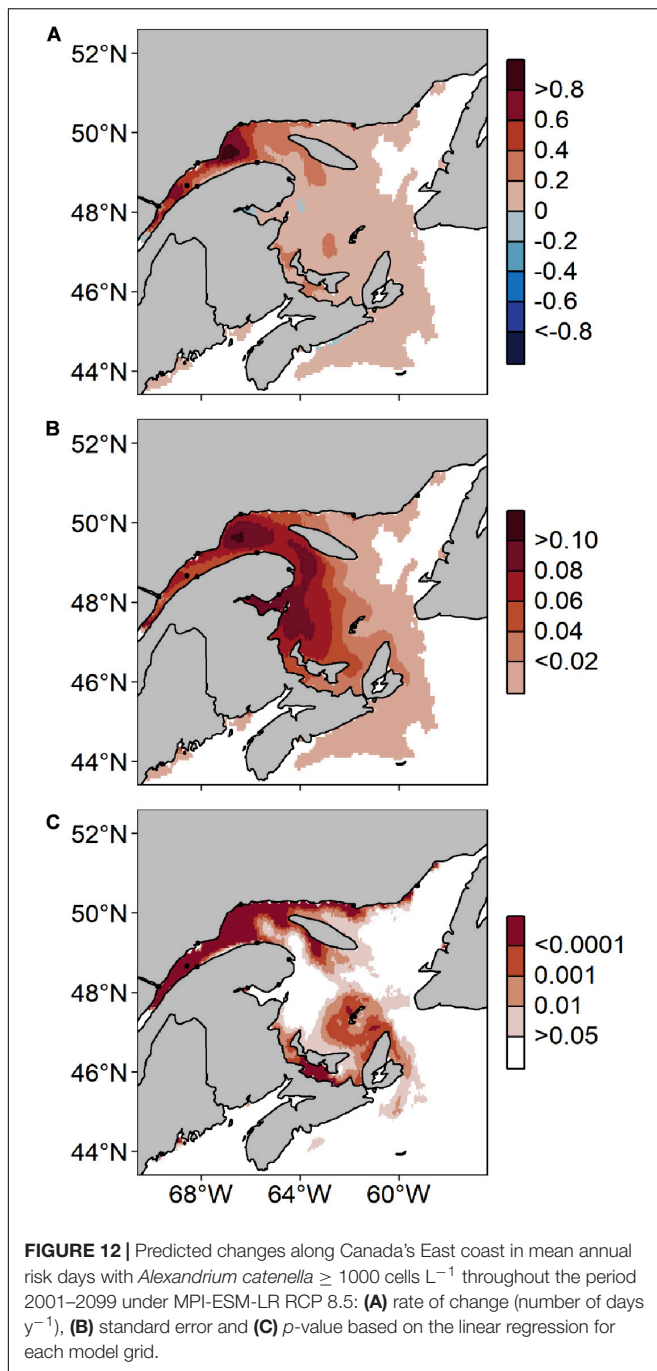 A
52°N
50°N
48°N
46°N
44°N
>0.8
0.6
0.4
0.2
0
-0.2
-0.4
-0.6
<-0.8
B
52°N
50°N
48°N
46°N
44°N
>0.10
0.08
0.06
0.04
<0.02
C
52°N
50°N
48°N
46°N
44°N
<0.0001
0.001
0.01
>0.05
68°W 64°W 60°W
FIGURE 12 | Predicted changes along Canada's East coast in mean annual
risk days with Alexandrium catenella ≥ 1000 cells L⁻¹ throughout the period
2001–2099 under MPI-ESM-LR RCP 8.5: (A) rate of change (number of days
y⁻¹), (B) standard error and (C) p-value based on the linear regression for
each model grid.